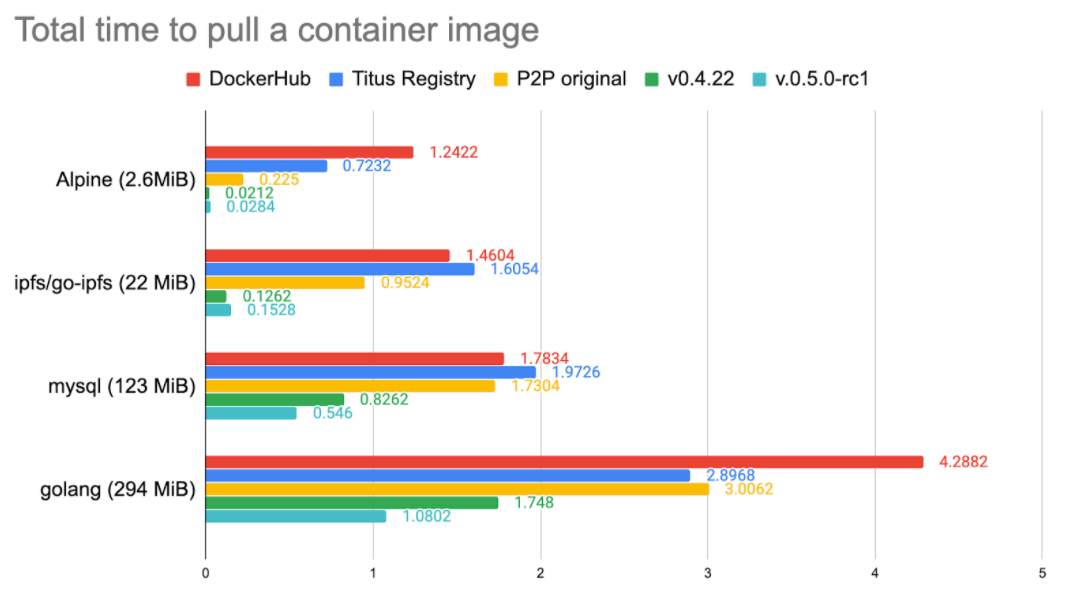 Total time to pull a container image
DockerHub Titus Registry P2P original v0.4.22 v.0.5.0-rc1
1.2422
0.7232
Alpine (2.6MiB) 0.225
0.0212
0.0284
1.4604
1.6054
ipfs/go-ipfs (22 MiB) 0.9524
0.1262
0.1528
1.7834
1.9726
mysql (123 MiB) 1.7304
0.8262
0.546
4.2882
2.8968
golang (294 MiB) 3.0062
1.748
1.0802
0 1 2 3 4 5